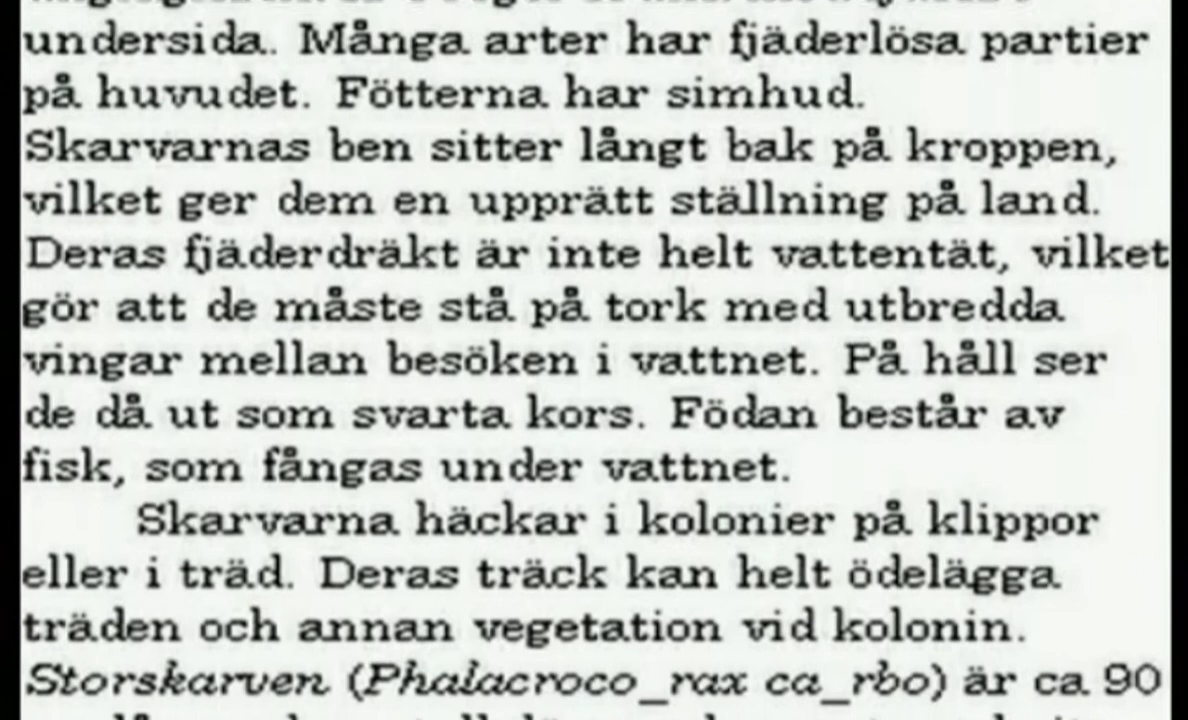 undersida. Många arter har fjäderlösa partier
på huvudet. Fötterna har simhud.
Skarvarnas ben sitter långt bak på kroppen,
vilket ger dem en upprätt ställning på land.
Deras fjäderdräkt är inte helt vattentät, vilket
gör att de måste stå på tork med utbredda
vingar mellan besöken i vattnet. På håll ser
de då ut som svarta kors. Födan består av
fisk, som fångas under vattnet.
Skarvarna häckar i kolonier på klippor
eller i träd. Deras träck kan helt ödelägga
träden och annan vegetation vid kolonin.
Storskarven (Phalacroco_rax ca_rbo) är ca 90